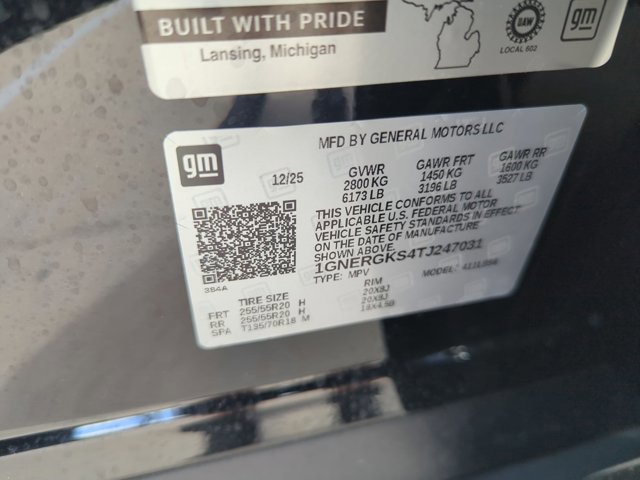 BUILT WITH PRIDE
Lansing, Michigan
UAW
LOCAL 602
gm
gm
MFD BY GENERAL MOTORS LLC
12/25
GVWR GAWR FRT GAWR RR
2800 KG 1450 KG 1600 KG
6173 LB 3196 LB 3527 LB
THIS VEHICLE CONFORMS TO ALL
APPLICABLE U.S. FEDERAL MOTOR
VEHICLE SAFETY STANDARDS IN EFFECT
ON THE DATE OF MANUFACTURE
SHOWN ABOVE.
1GNERGKS4TJ247031
TYPE: MPV MODEL:
3B4A
TIRE SIZE RIM
FRT 255/55R20 H 20X8J
RR 255/55R20 H 20X8J
SPA T135/70R18 M 18X4.5B